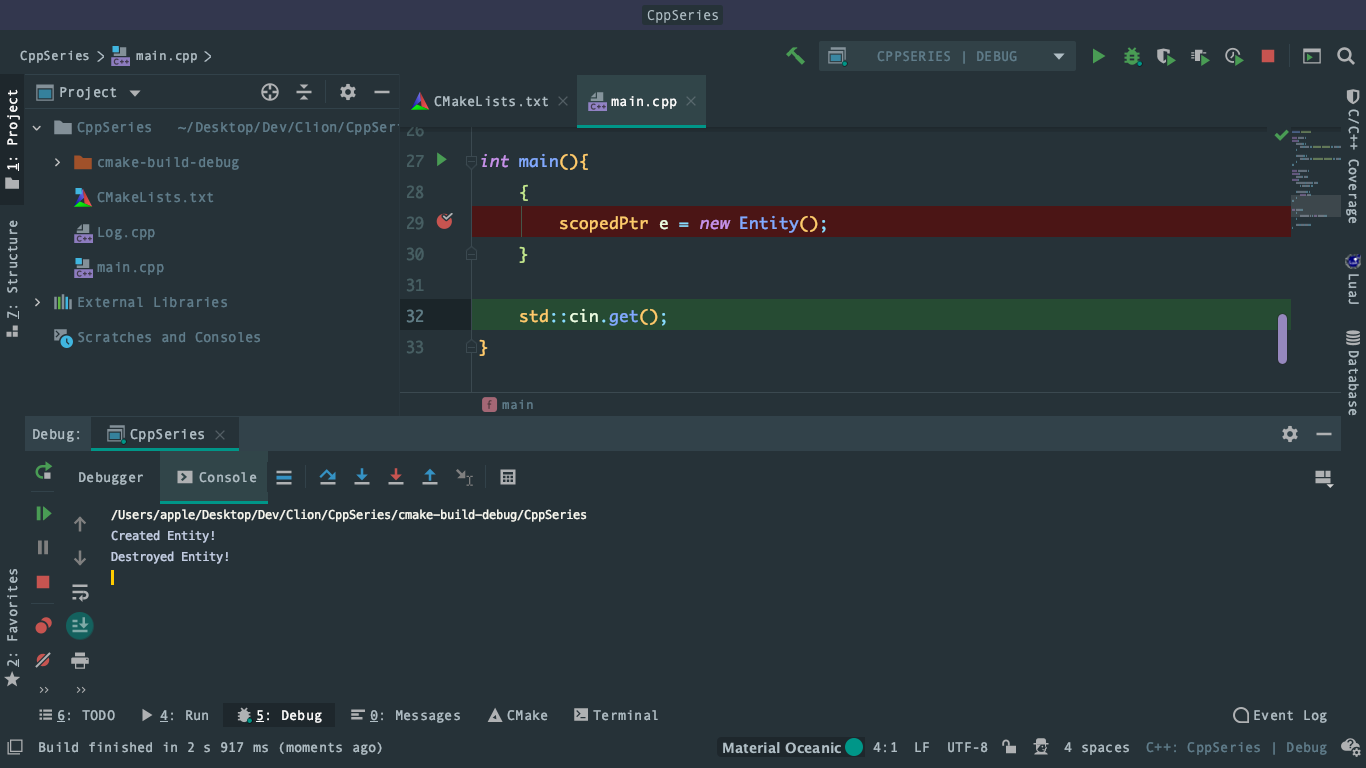 CppSeries
CppSeries > main.cpp >
CPPSERIES | DEBUG
1: Project
Project
CMakeLists.txt
main.cpp
CppSeries ~/Desktop/Dev/Clion/CppSer
cmake-build-debug
CMakeLists.txt
Log.cpp
main.cpp
External Libraries
Scratches and Consoles
Z: Structure
26
27 int main(){
28 {
29 scopedPtr e = new Entity();
30 }
31
32 std::cin.get();
33 }
main
C/C++ Coverage
LuaJ
Database
Debug: CppSeries
Debugger Console
/Users/apple/Desktop/Dev/Clion/CppSeries/cmake-build-debug/CppSeries
Created Entity!
Destroyed Entity!
2: Favorites
6: TODO 4: Run 5: Debug 0: Messages CMake Terminal Event Log
Build finished in 2 s 917 ms (moments ago) Material Oceanic 4:1 LF UTF-8 4 spaces C++: CppSeries | Debug